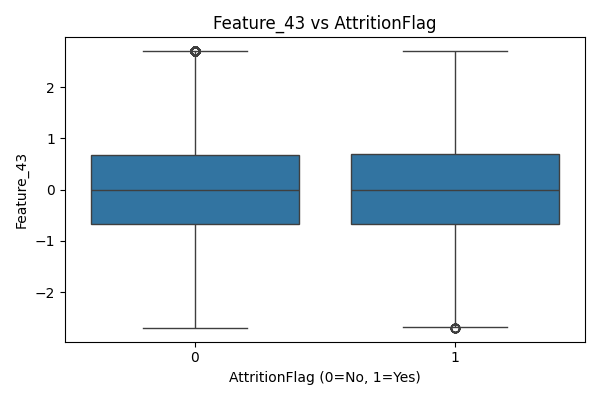 Feature_43 vs AttritionFlag
2
1
0
−1
−2
Feature_43
0 1
AttritionFlag (0=No, 1=Yes)